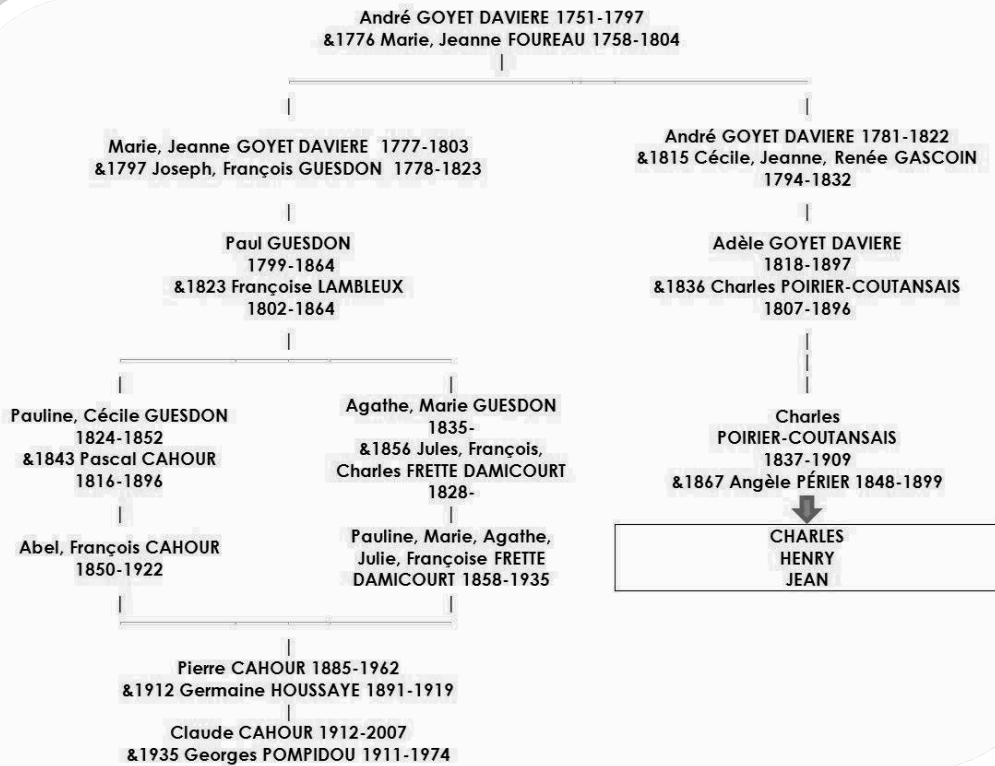 André GOYET DAVIERE 1751-1797
&1776 Marie, Jeanne FOUREAU 1758-1804
Marie, Jeanne GOYET DAVIERE 1777-1803
&1797 Joseph, François GUESDON 1778-1823
André GOYET DAVIERE 1781-1822
&1815 Cécile, Jeanne, Renée GASCOIN
1794-1832
Paul GUESDON
1799-1864
&1823 Françoise LAMBLEUX
1802-1864
Adèle GOYET DAVIERE
1818-1897
&1836 Charles POIRIER-COUTANSAIS
1807-1896
Pauline, Cécile GUESDON
1824-1852
&1843 Pascal CAHOUR
1816-1896
Agathe, Marie GUESDON
1835-
&1856 Jules, François,
Charles FRETTE DAMICOURT
1828-
Charles
POIRIER-COUTANSAIS
1837-1909
&1867 Angèle PÉRIER 1848-1899
Abel, François CAHOUR
1850-1922
Pauline, Marie, Agathe,
Julie, Françoise FRETTE
DAMICOURT 1858-1935
CHARLES
HENRY
JEAN
Pierre CAHOUR 1885-1962
&1912 Germaine HOUSSAYE 1891-1919
Claude CAHOUR 1912-2007
&1935 Georges POMPIDOU 1911-1974